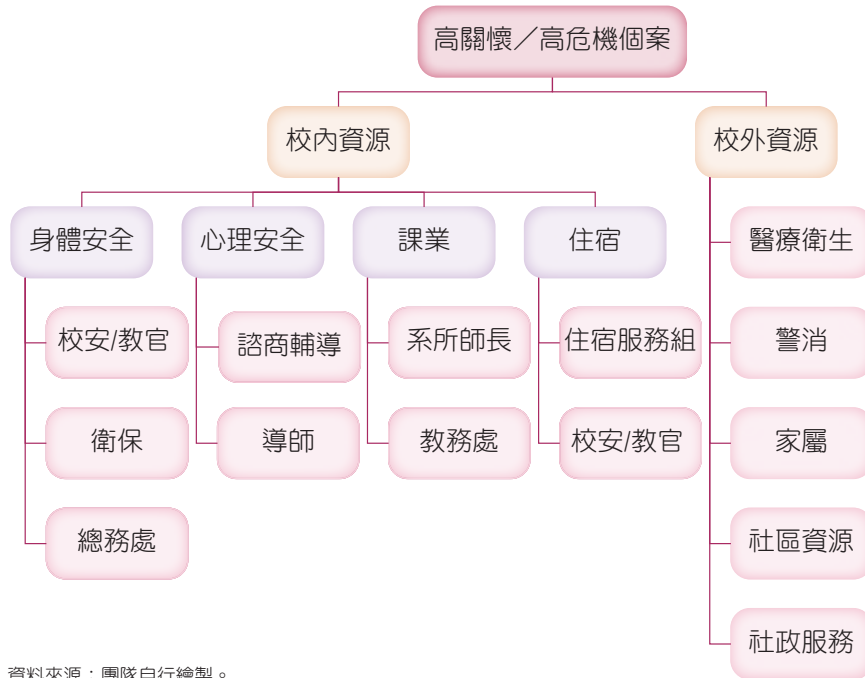 高關懷／高危機個案
校內資源
校外資源
身體安全
心理安全
課業
住宿
醫療衛生
校安/教官
諮商輔導
系所師長
住宿服務組
警消
衛保
導師
教務處
校安/教官
家屬
總務處
社區資源
社政服務
資料來源：團隊自行繪製。